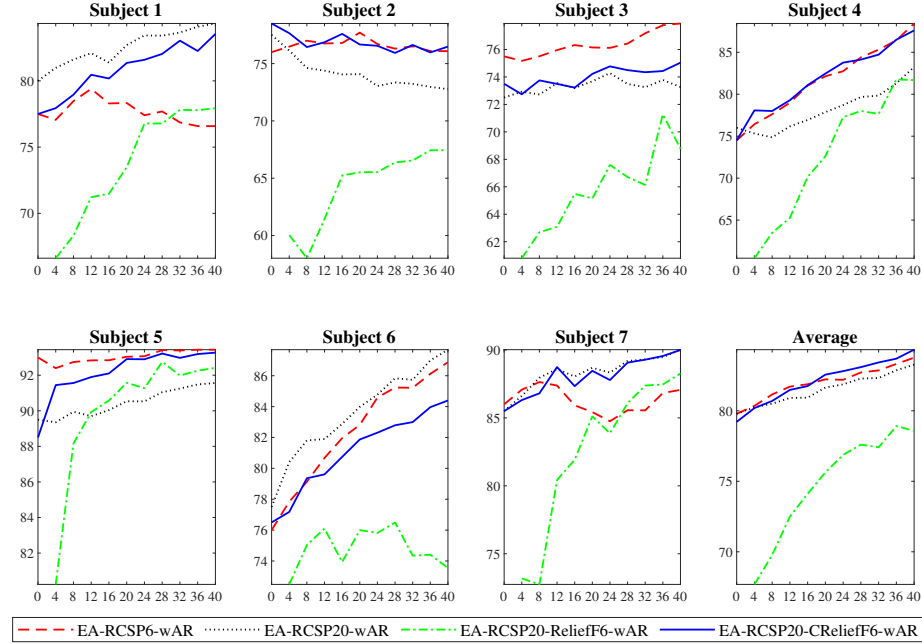 Subject 1
Subject 2
Subject 3
Subject 4
80
75
70
0 4 8 12 16 20 24 28 32 36 40
75
70
65
60
0 4 8 12 16 20 24 28 32 36 40
76
74
72
70
68
66
64
62
0 4 8 12 16 20 24 28 32 36 40
85
80
75
70
65
0 4 8 12 16 20 24 28 32 36 40
Subject 5
Subject 6
Subject 7
Average
92
90
88
86
84
82
80
0 4 8 12 16 20 24 28 32 36 40
86
84
82
80
78
76
74
0 4 8 12 16 20 24 28 32 36 40
90
85
80
75
0 4 8 12 16 20 24 28 32 36 40
80
75
70
0 4 8 12 16 20 24 28 32 36 40
EA-RCSP6-wAR EA-RCSP20-wAR EA-RCSP20-ReliefF6-wAR EA-RCSP20-CReliefF6-wAR